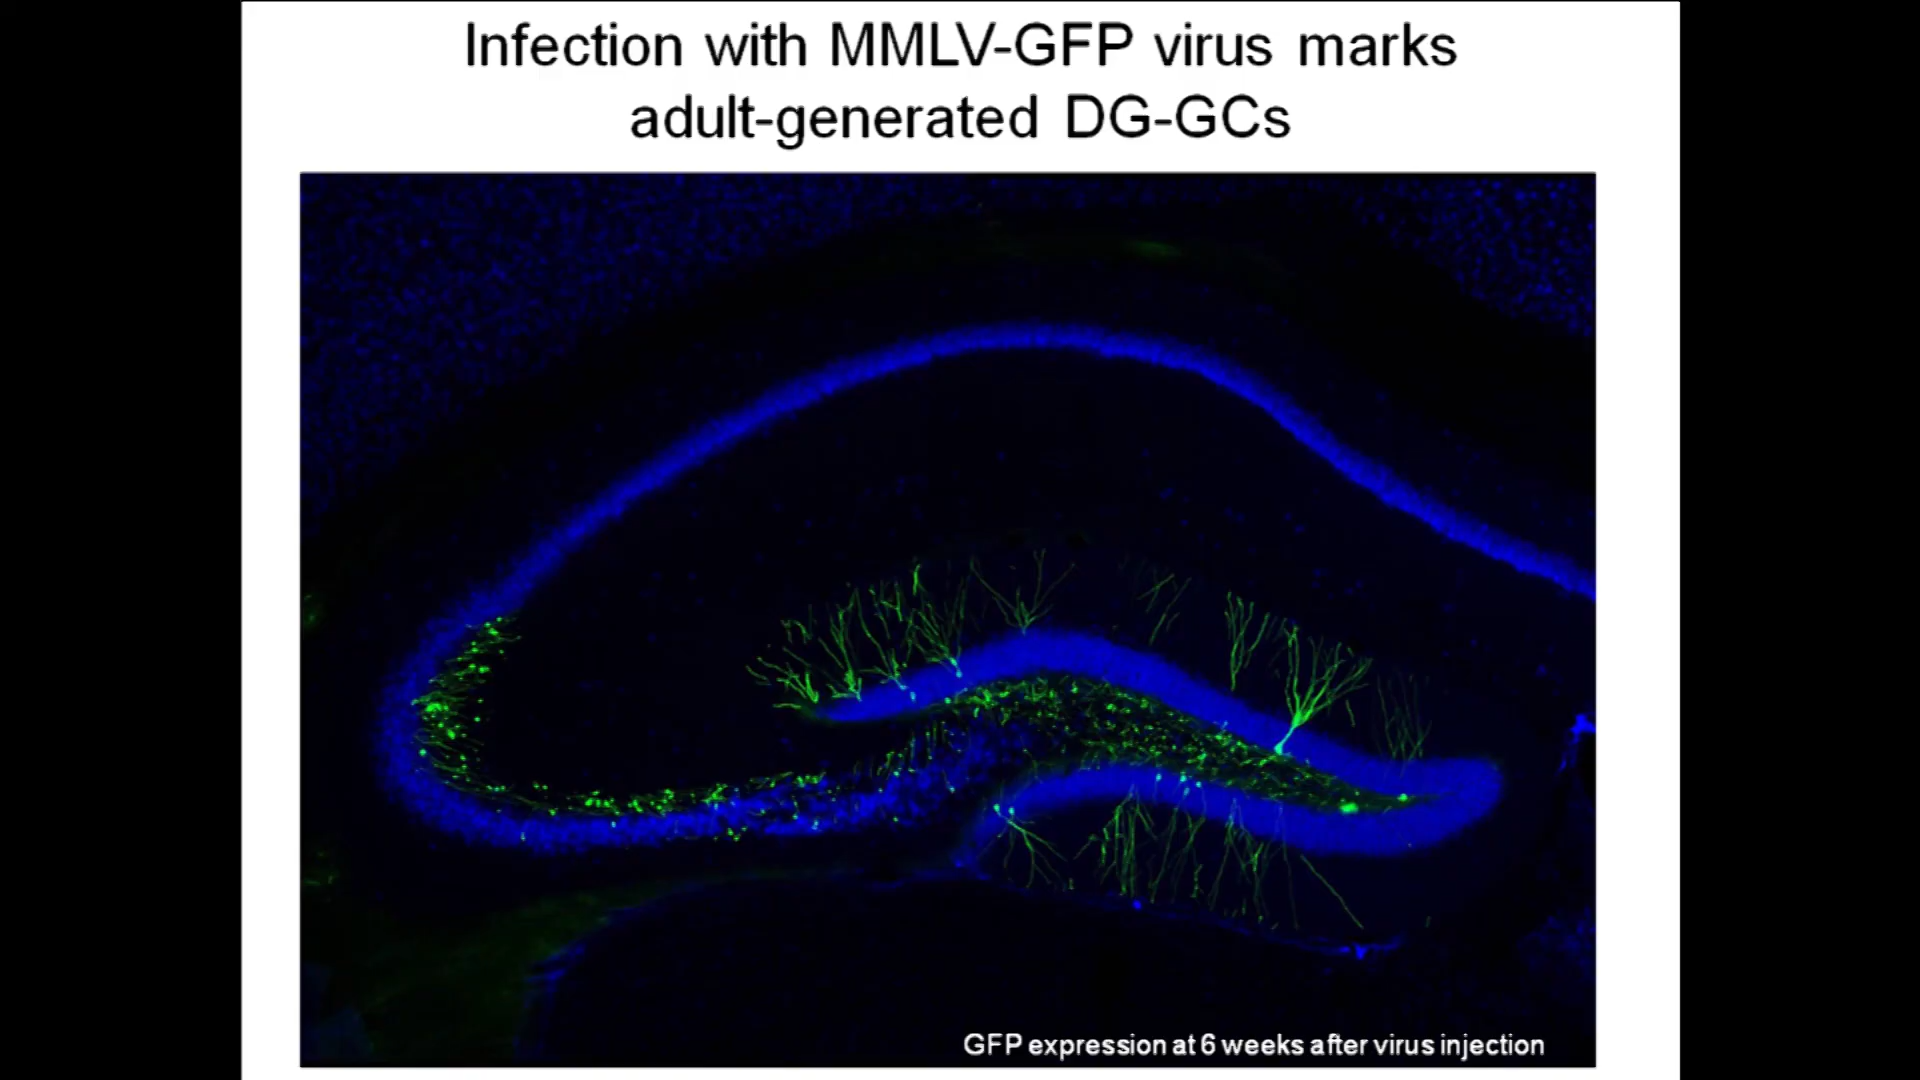 Infection with MMLV-GFP virus marks
adult-generated DG-GCs
GFP expression at 6 weeks after virus injection